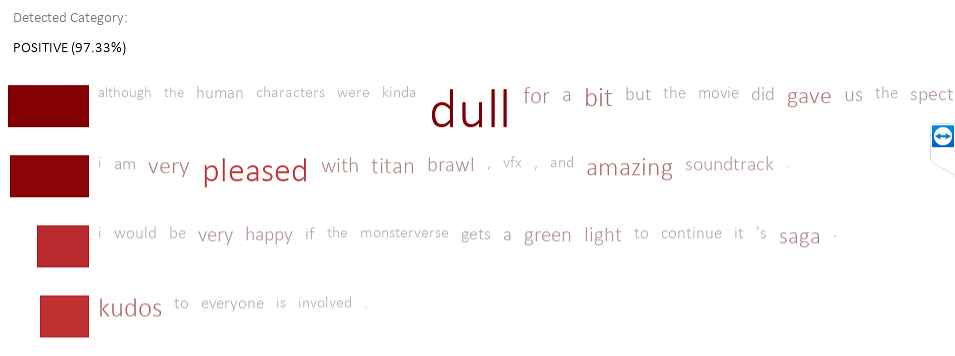 Detected Category:
POSITIVE (97.33%)
although the human characters were kinda dull for a bit but the movie did gave us the spect
i am very pleased with titan brawl , vfx , and amazing soundtrack .
i would be very happy if the monsterverse gets a green light to continue it 's saga .
kudos to everyone is involved .